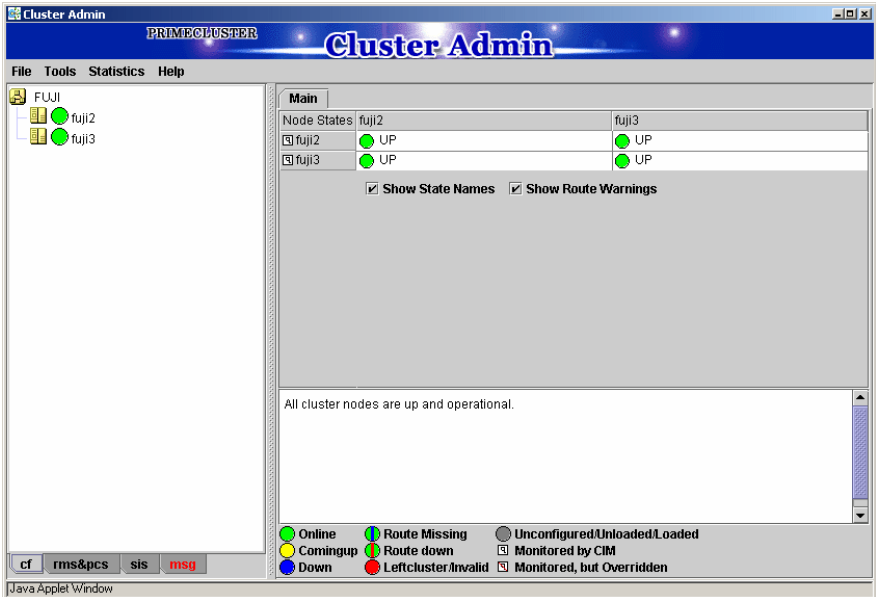 Cluster Admin
PRIMECLUSTER
Cluster Admin
File Tools Statistics Help
FUJI
fuji2
fuji3
Main
Node States fuji2 fuji3
fuji2 UP UP
fuji3 UP UP
Show State Names Show Route Warnings
All cluster nodes are up and operational.
Online Route Missing Unconfigured/Unloaded/Loaded
Comingup Route down Monitored by CIM
Down Leftcluster/Invalid Monitored, but Overridden
cf rms&pcs sis msg
Java Applet Window